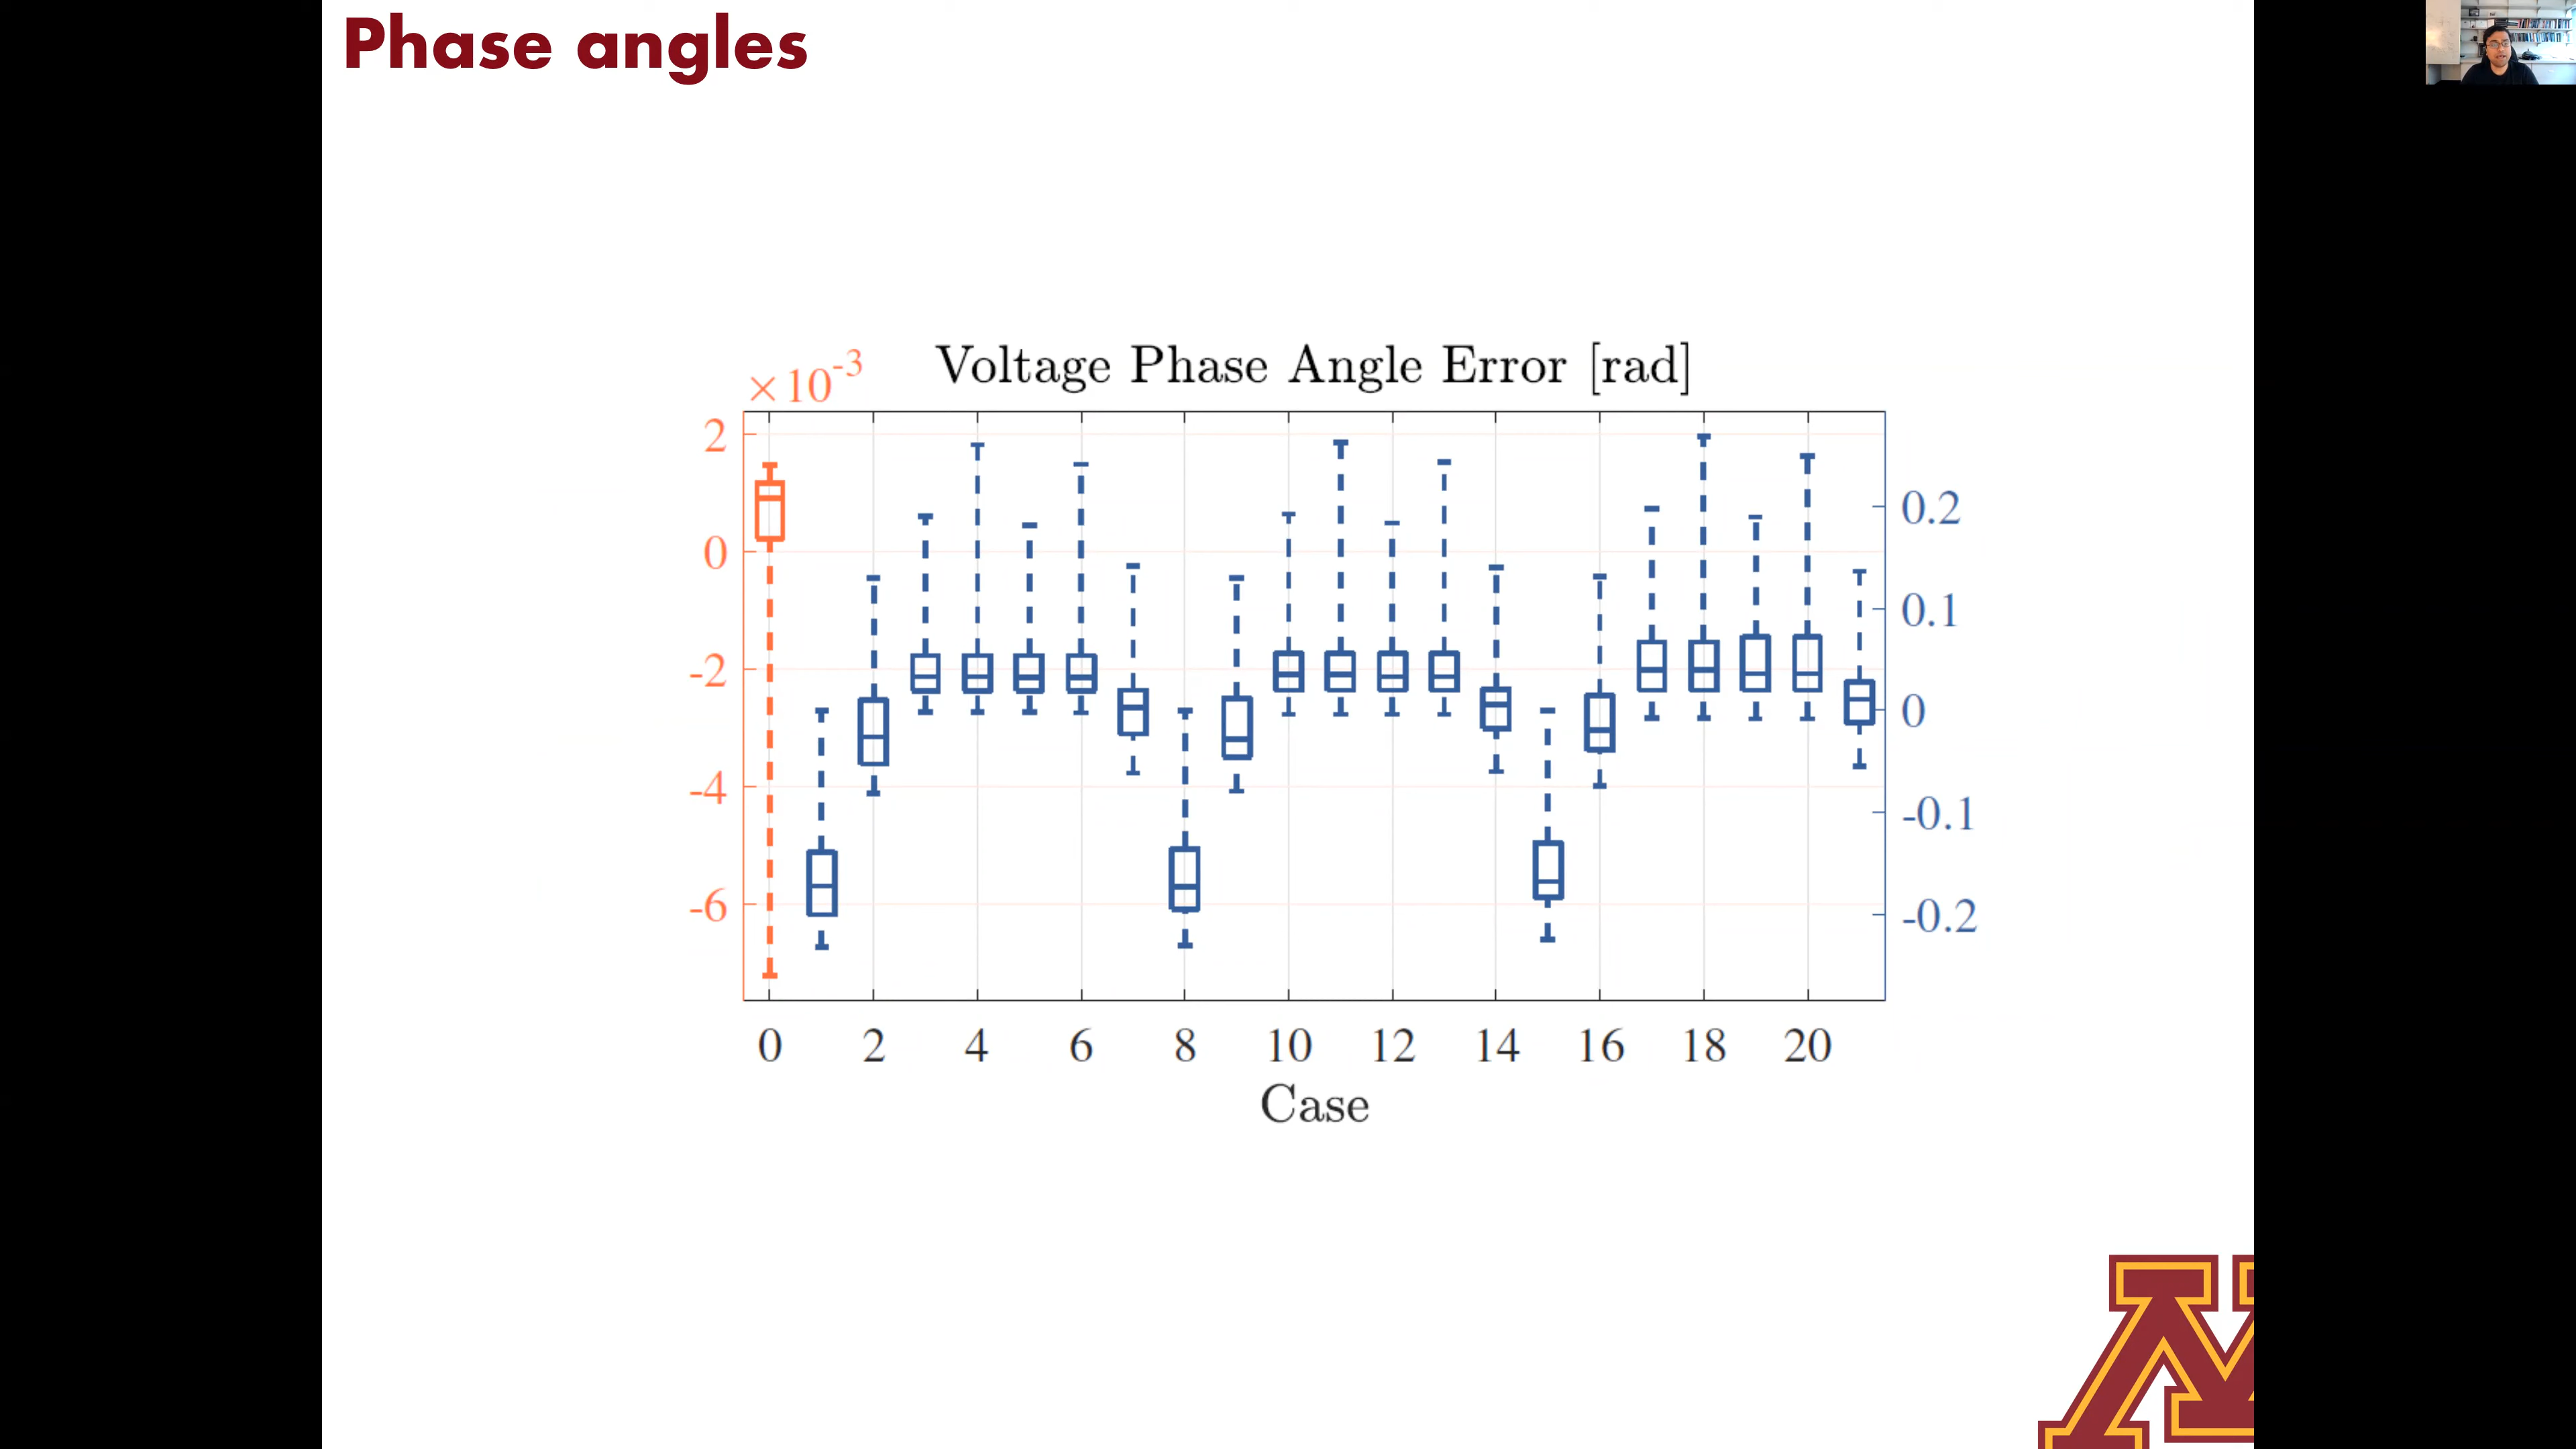 Phase angles
Voltage Phase Angle Error [rad]
×10-3
2
0
-2
-4
-6
0.2
0.1
0
-0.1
-0.2
0 2 4 6 8 10 12 14 16 18 20
Case